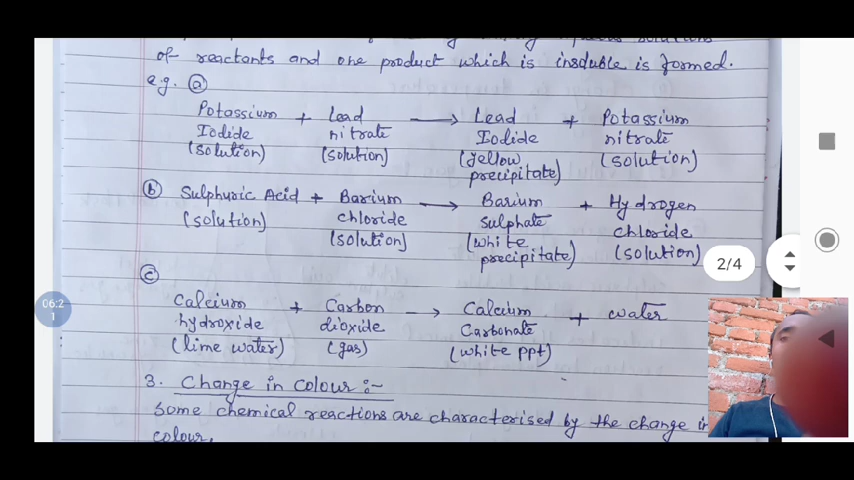 of reactants and one product which is insoluble is formed.
e.g. (a)
Potassium Iodide (solution) + Lead nitrate (solution) → Lead Iodide (yellow precipitate) + Potassium nitrate (solution)
(b) Sulphuric Acid (solution) + Barium chloride (solution) → Barium sulphate (white precipitate) + Hydrogen chloride (solution)
(c)
Calcium hydroxide (lime water) + Carbon dioxide (gas) → Calcium Carbonate (white ppt) + water
3. Change in colour :-
Some chemical reactions are characterised by the change in
colour.
2/4
06:21